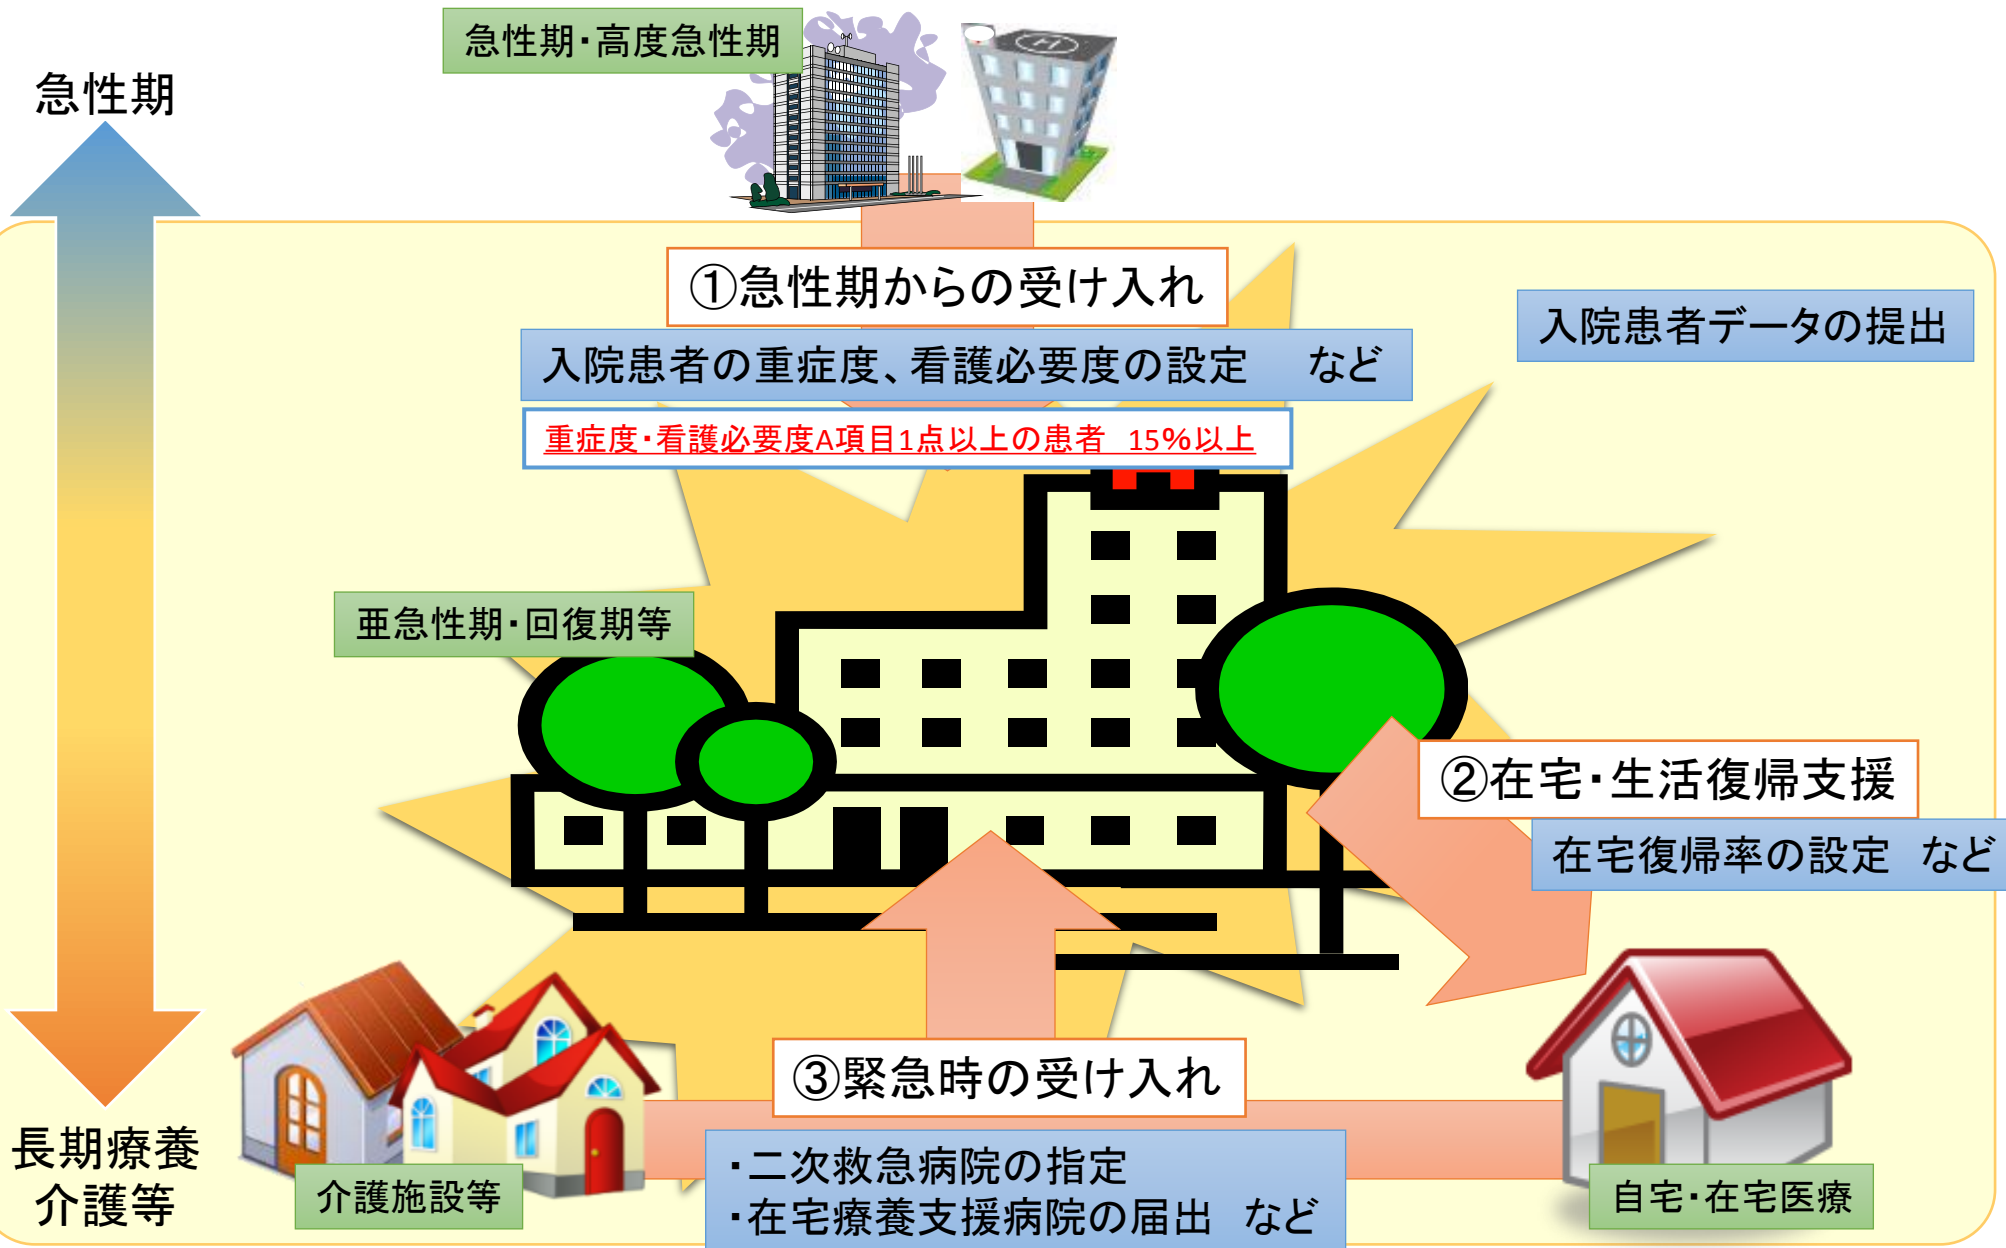 急性期・高度急性期
急性期
①急性期からの受け入れ
入院患者データの提出
入院患者の重症度、看護必要度の設定　など
重症度・看護必要度A項目1点以上の患者　15%以上
亜急性期・回復期等
②在宅・生活復帰支援
在宅復帰率の設定　など
③緊急時の受け入れ
・二次救急病院の指定
・在宅療養支援病院の届出　など
長期療養
介護等
介護施設等
自宅・在宅医療